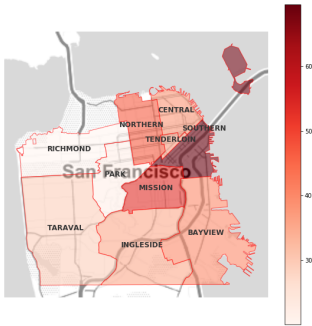 CENTRAL
NORTHERN
SOUTHERN
TENDERLOIN
RICHMOND
San Francisco
PARK
MISSION
TARAVAL
BAYVIEW
INGLESIDE
60
50
40
30